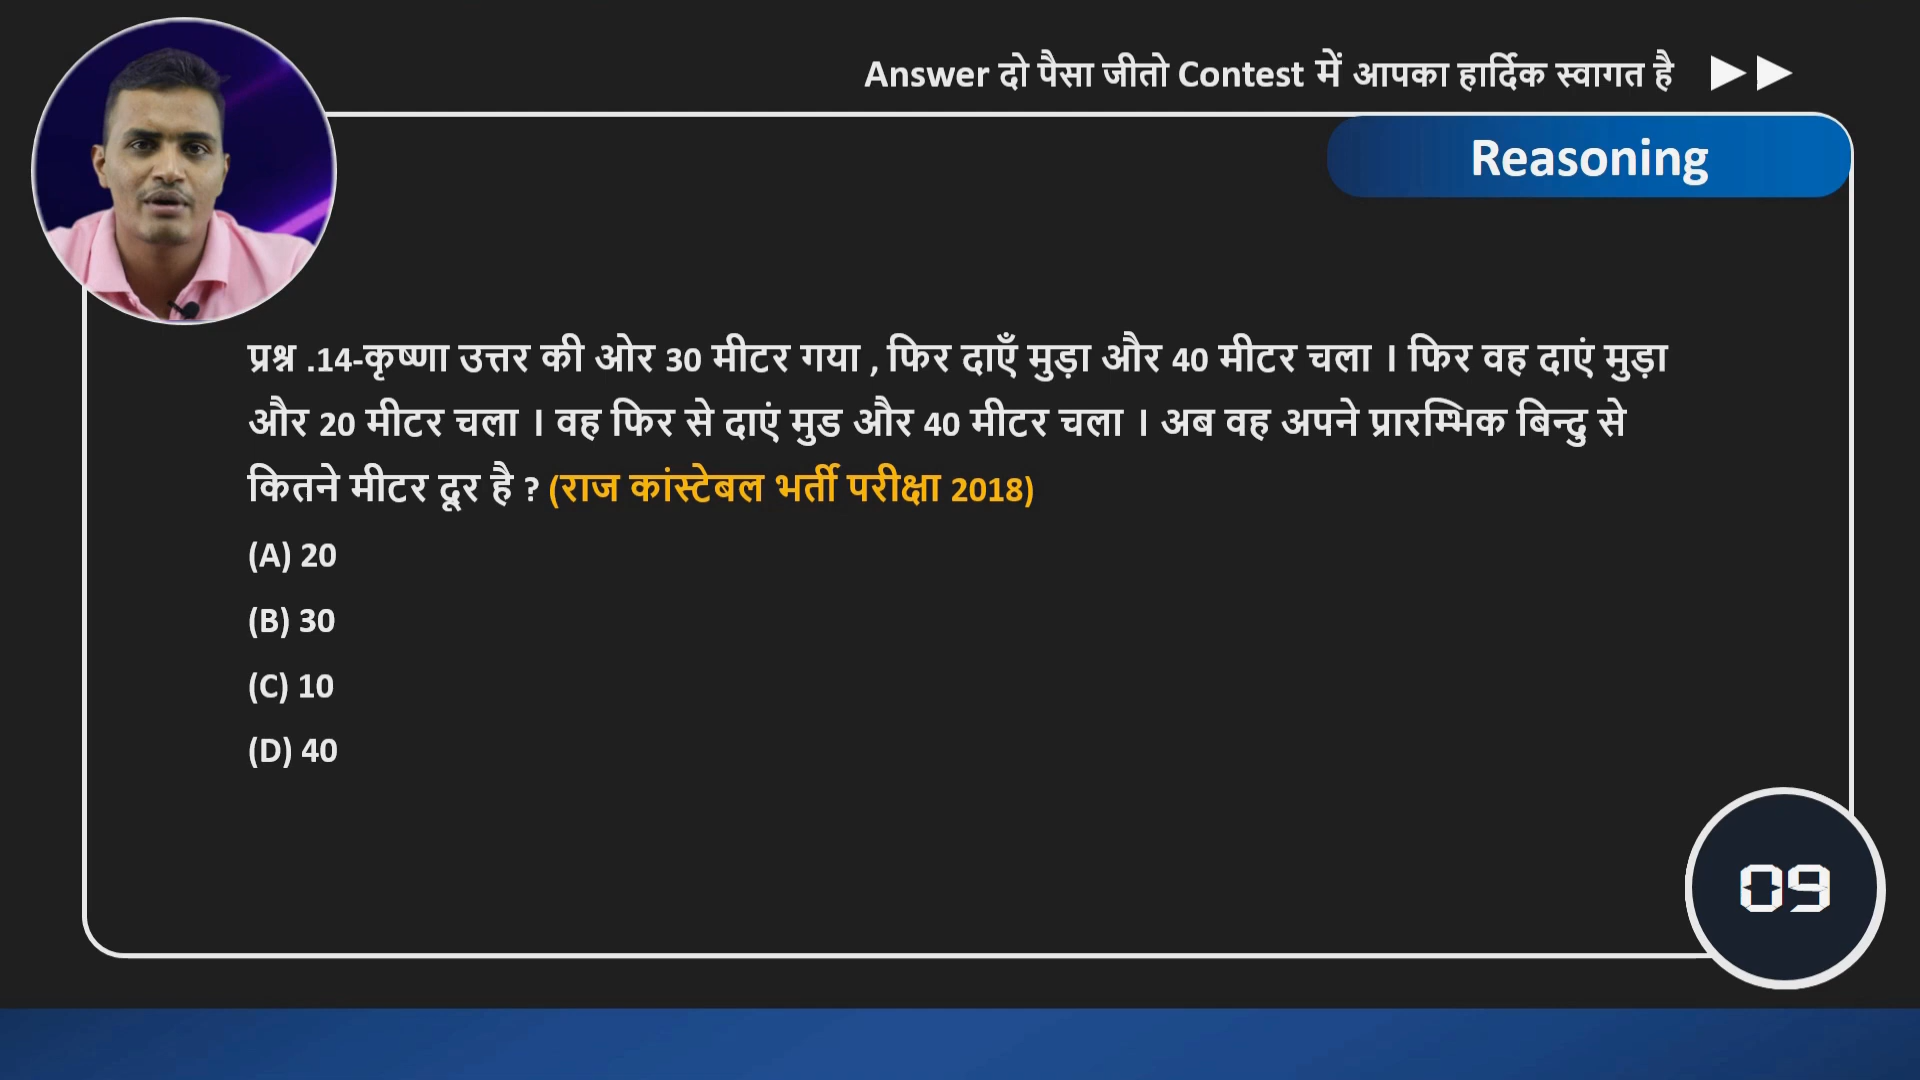 Answer दो पैसा जीतो Contest में आपका हार्दिक स्वागत है
Reasoning
प्रश्न .14-कृष्णा उत्तर की ओर 30 मीटर गया , फिर दाएँ मुड़ा और 40 मीटर चला । फिर वह दाएं मुड़ा
और 20 मीटर चला । वह फिर से दाएं मुड और 40 मीटर चला । अब वह अपने प्रारम्भिक बिन्दु से
कितने मीटर दूर है ? (राज कांस्टेबल भर्ती परीक्षा 2018)
(A) 20
(B) 30
(C) 10
(D) 40
09